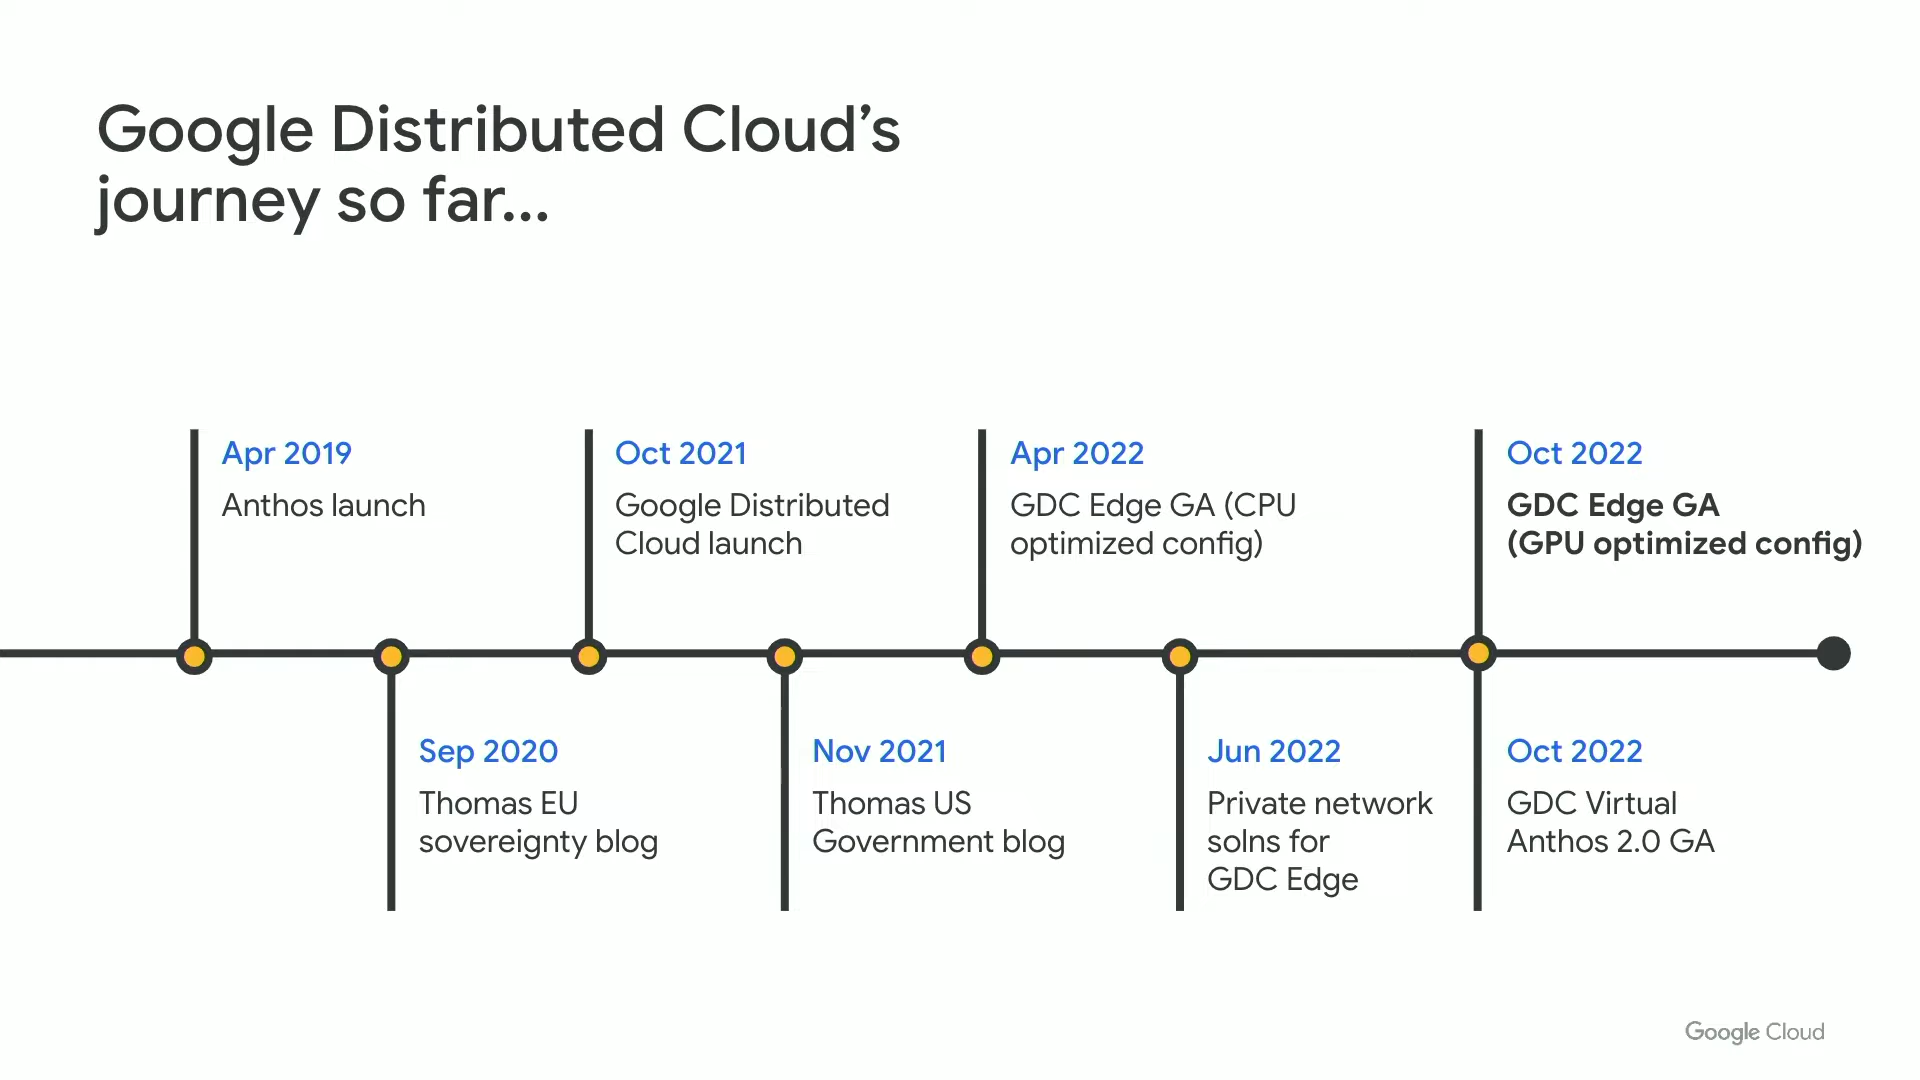 Google Distributed Cloud’s
journey so far...
Apr 2019
Anthos launch
Sep 2020
Thomas EU
sovereignty blog
Oct 2021
Google Distributed
Cloud launch
Nov 2021
Thomas US
Government blog
Apr 2022
GDC Edge GA (CPU
optimized config)
Jun 2022
Private network
solns for
GDC Edge
Oct 2022
GDC Edge GA
(GPU optimized config)
Oct 2022
GDC Virtual
Anthos 2.0 GA
Google Cloud